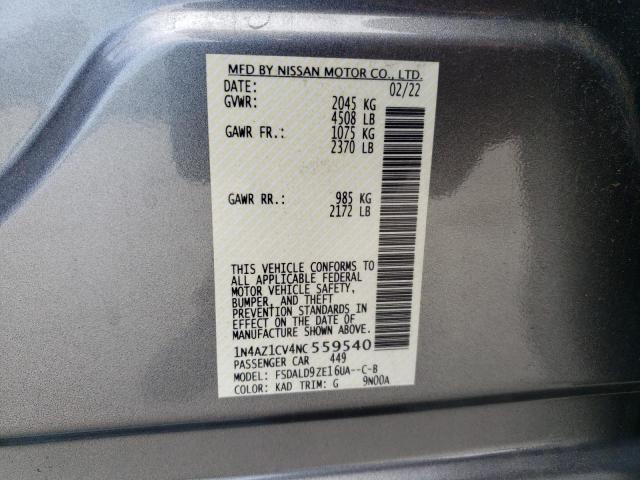 MFD BY NISSAN MOTOR CO., LTD.
DATE: 02/22
GVWR: 2045 KG
4508 LB
GAWR FR.: 1075 KG
2370 LB
GAWR RR.: 985 KG
2172 LB
THIS VEHICLE CONFORMS TO
ALL APPLICABLE FEDERAL
MOTOR VEHICLE SAFETY,
BUMPER, AND THEFT
PREVENTION STANDARDS IN
EFFECT ON THE DATE OF
MANUFACTURE SHOWN ABOVE.
1N4AZ1CV4NC559540
PASSENGER CAR 449
MODEL: FSDALD9ZE16UA--C-B
COLOR: KAD TRIM: G 9N00A